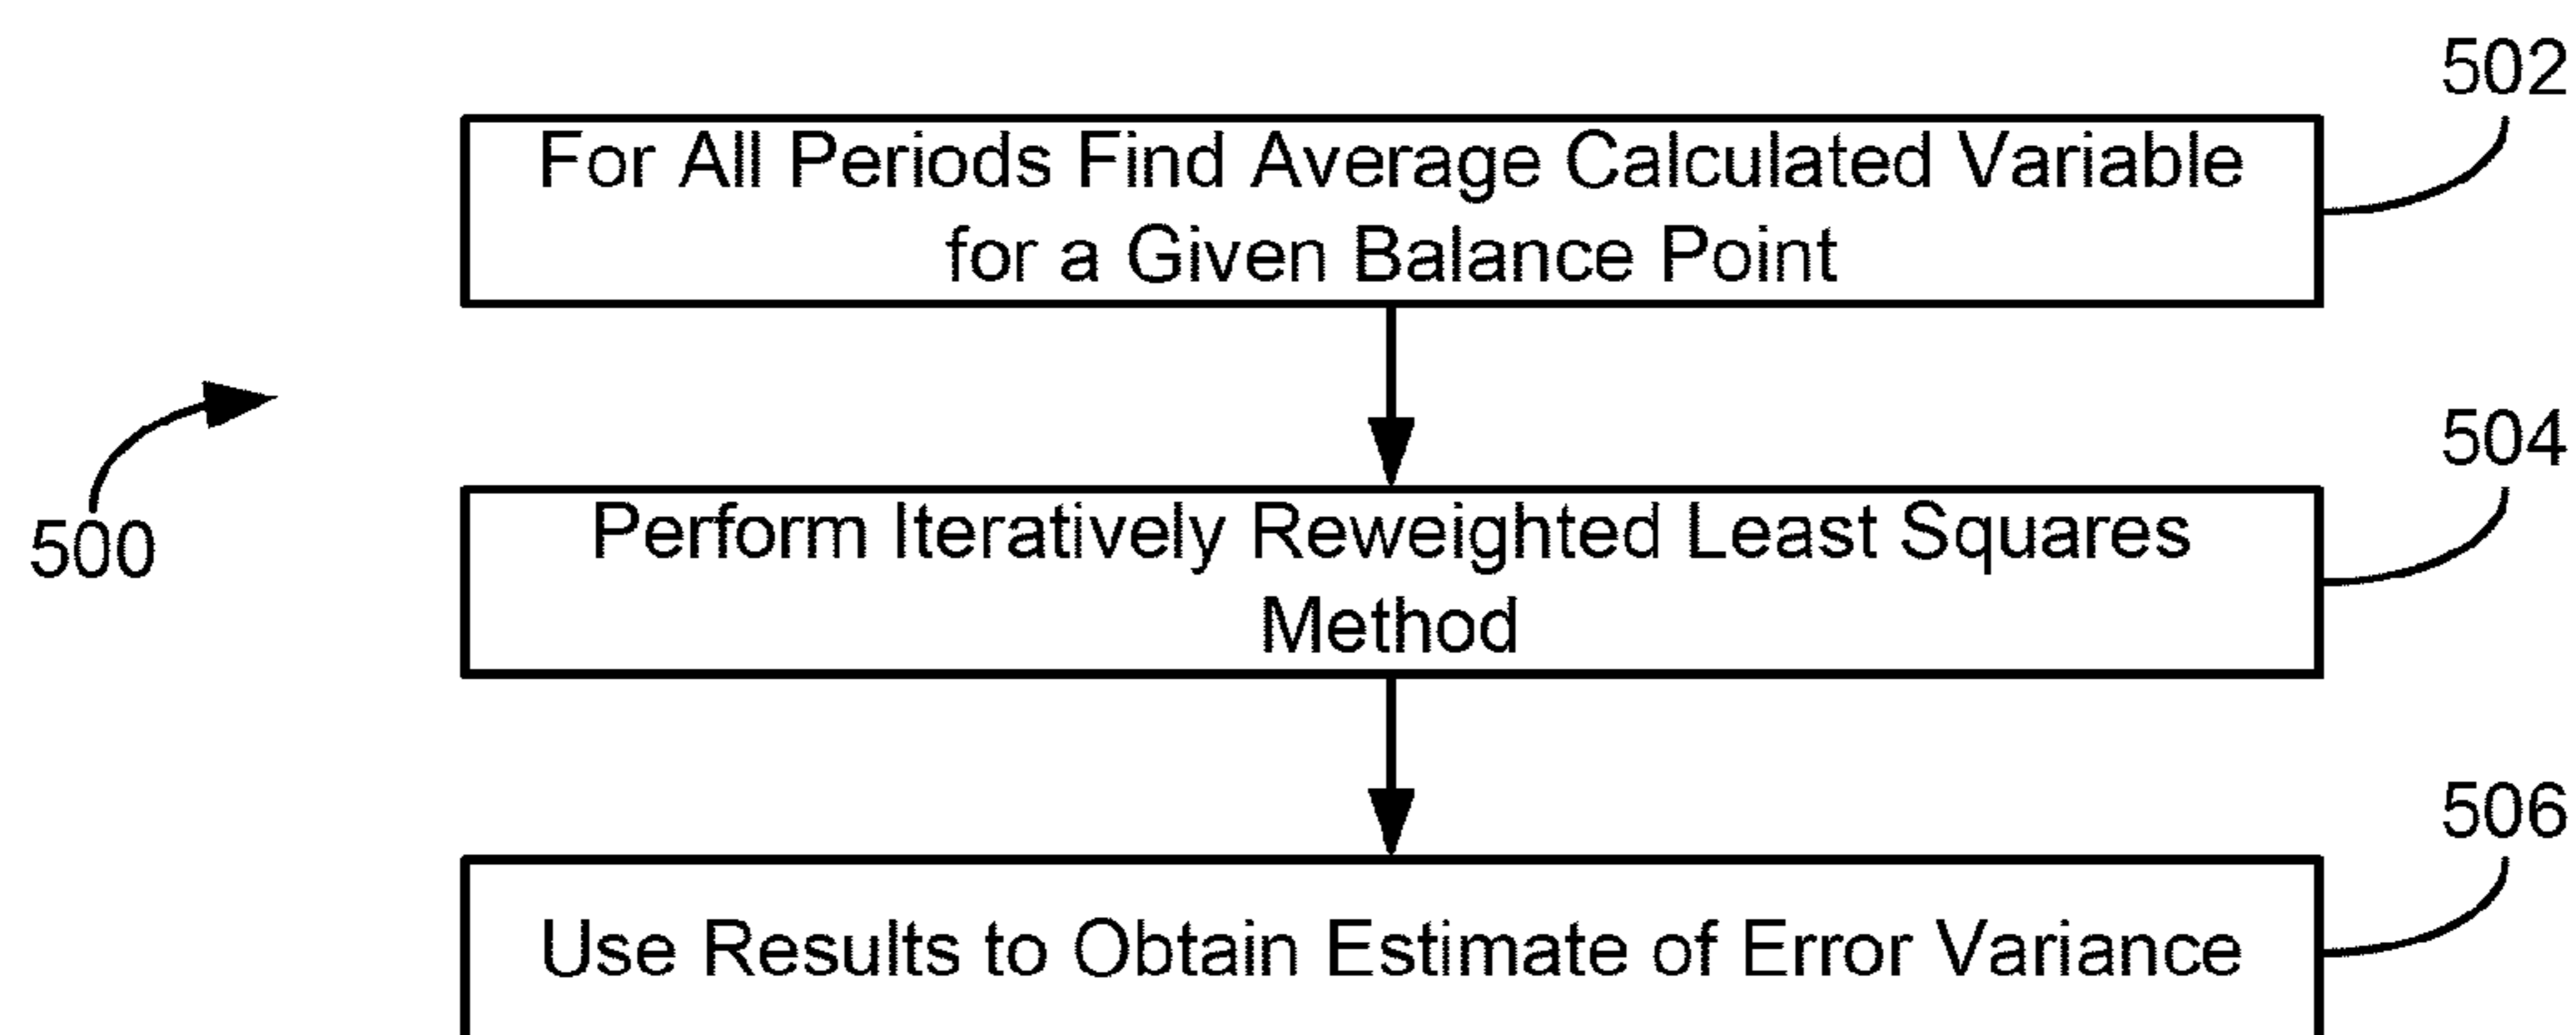 502
For All Periods Find Average Calculated Variable
for a Given Balance Point
504
Perform Iteratively Reweighted Least Squares
Method
500
506
Use Results to Obtain Estimate of Error Variance